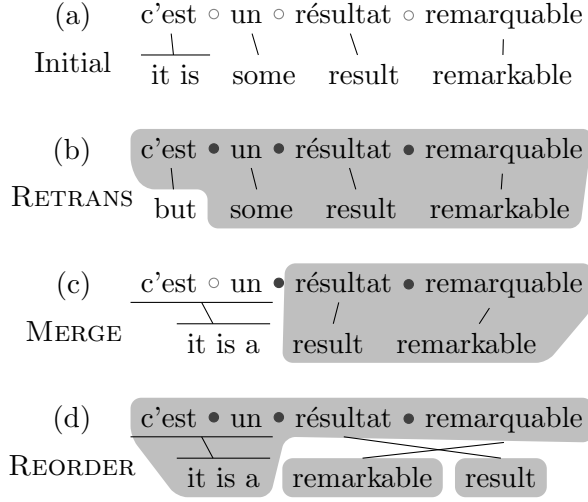 (a) c'est ○ un ○ résultat ○ remarquable
Initial it is some result remarkable
(b) c'est ● un ● résultat ● remarquable
RETRANS but some result remarkable
(c) c'est ○ un ● résultat ● remarquable
MERGE it is a result remarkable
(d) c'est ● un ● résultat ● remarquable
REORDER it is a remarkable result